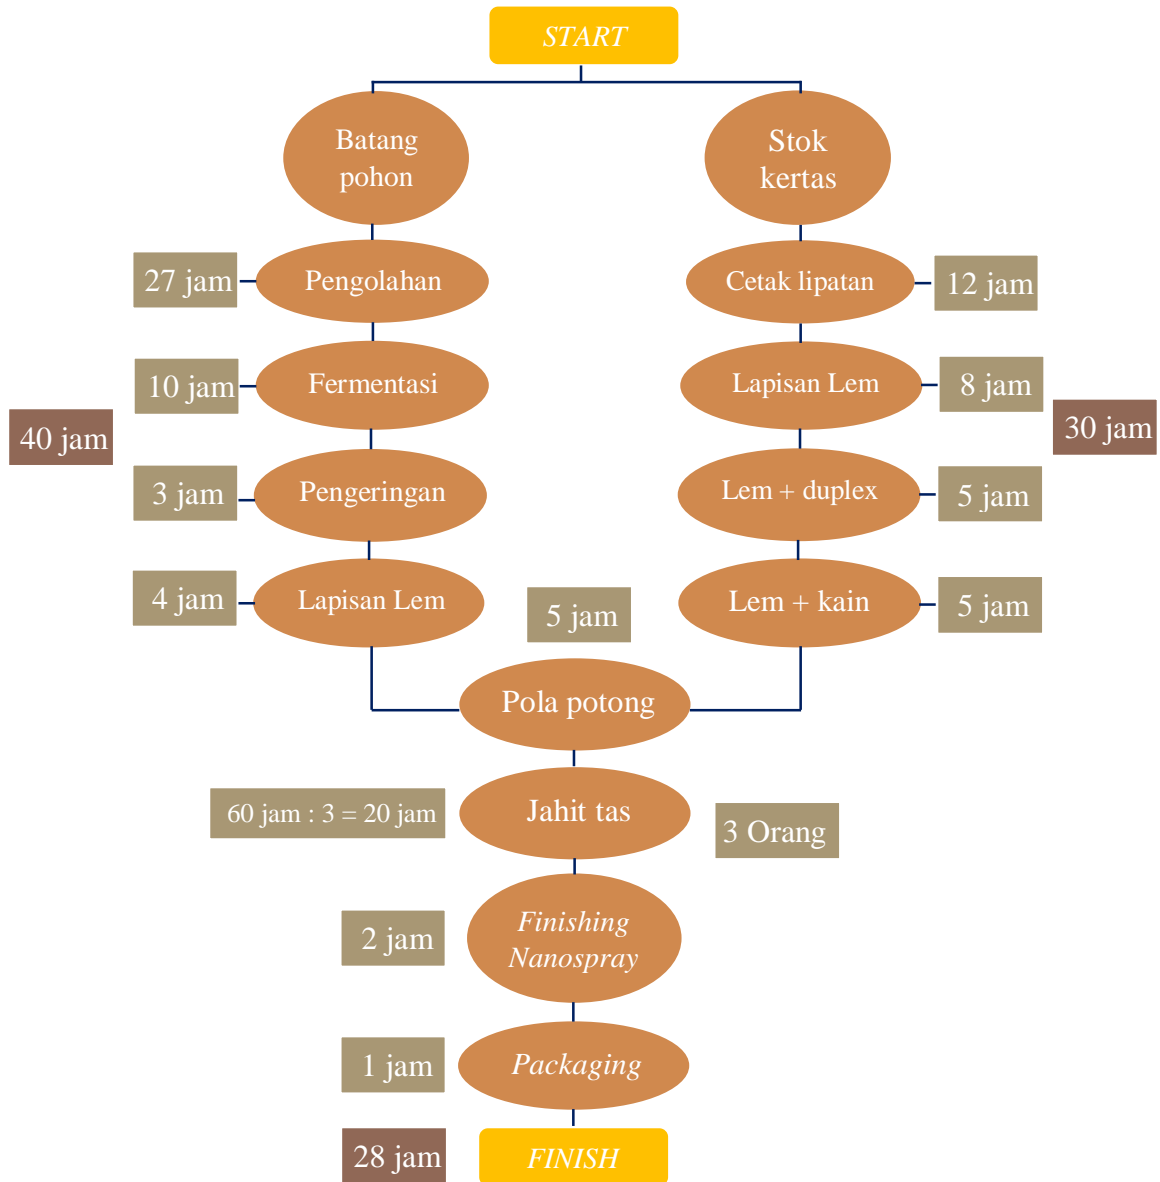 START
Batang
pohon
Stok
kertas
27 jam
Pengolahan
Cetak lipatan
12 jam
10 jam
Fermentasi
Lapisan Lem
8 jam
40 jam
30 jam
3 jam
Pengeringan
Lem + duplex
5 jam
4 jam
Lapisan Lem
5 jam
Lem + kain
5 jam
Pola potong
60 jam : 3 = 20 jam
Jahit tas
3 Orang
2 jam
Finishing
Nanospray
1 jam
Packaging
28 jam
FINISH